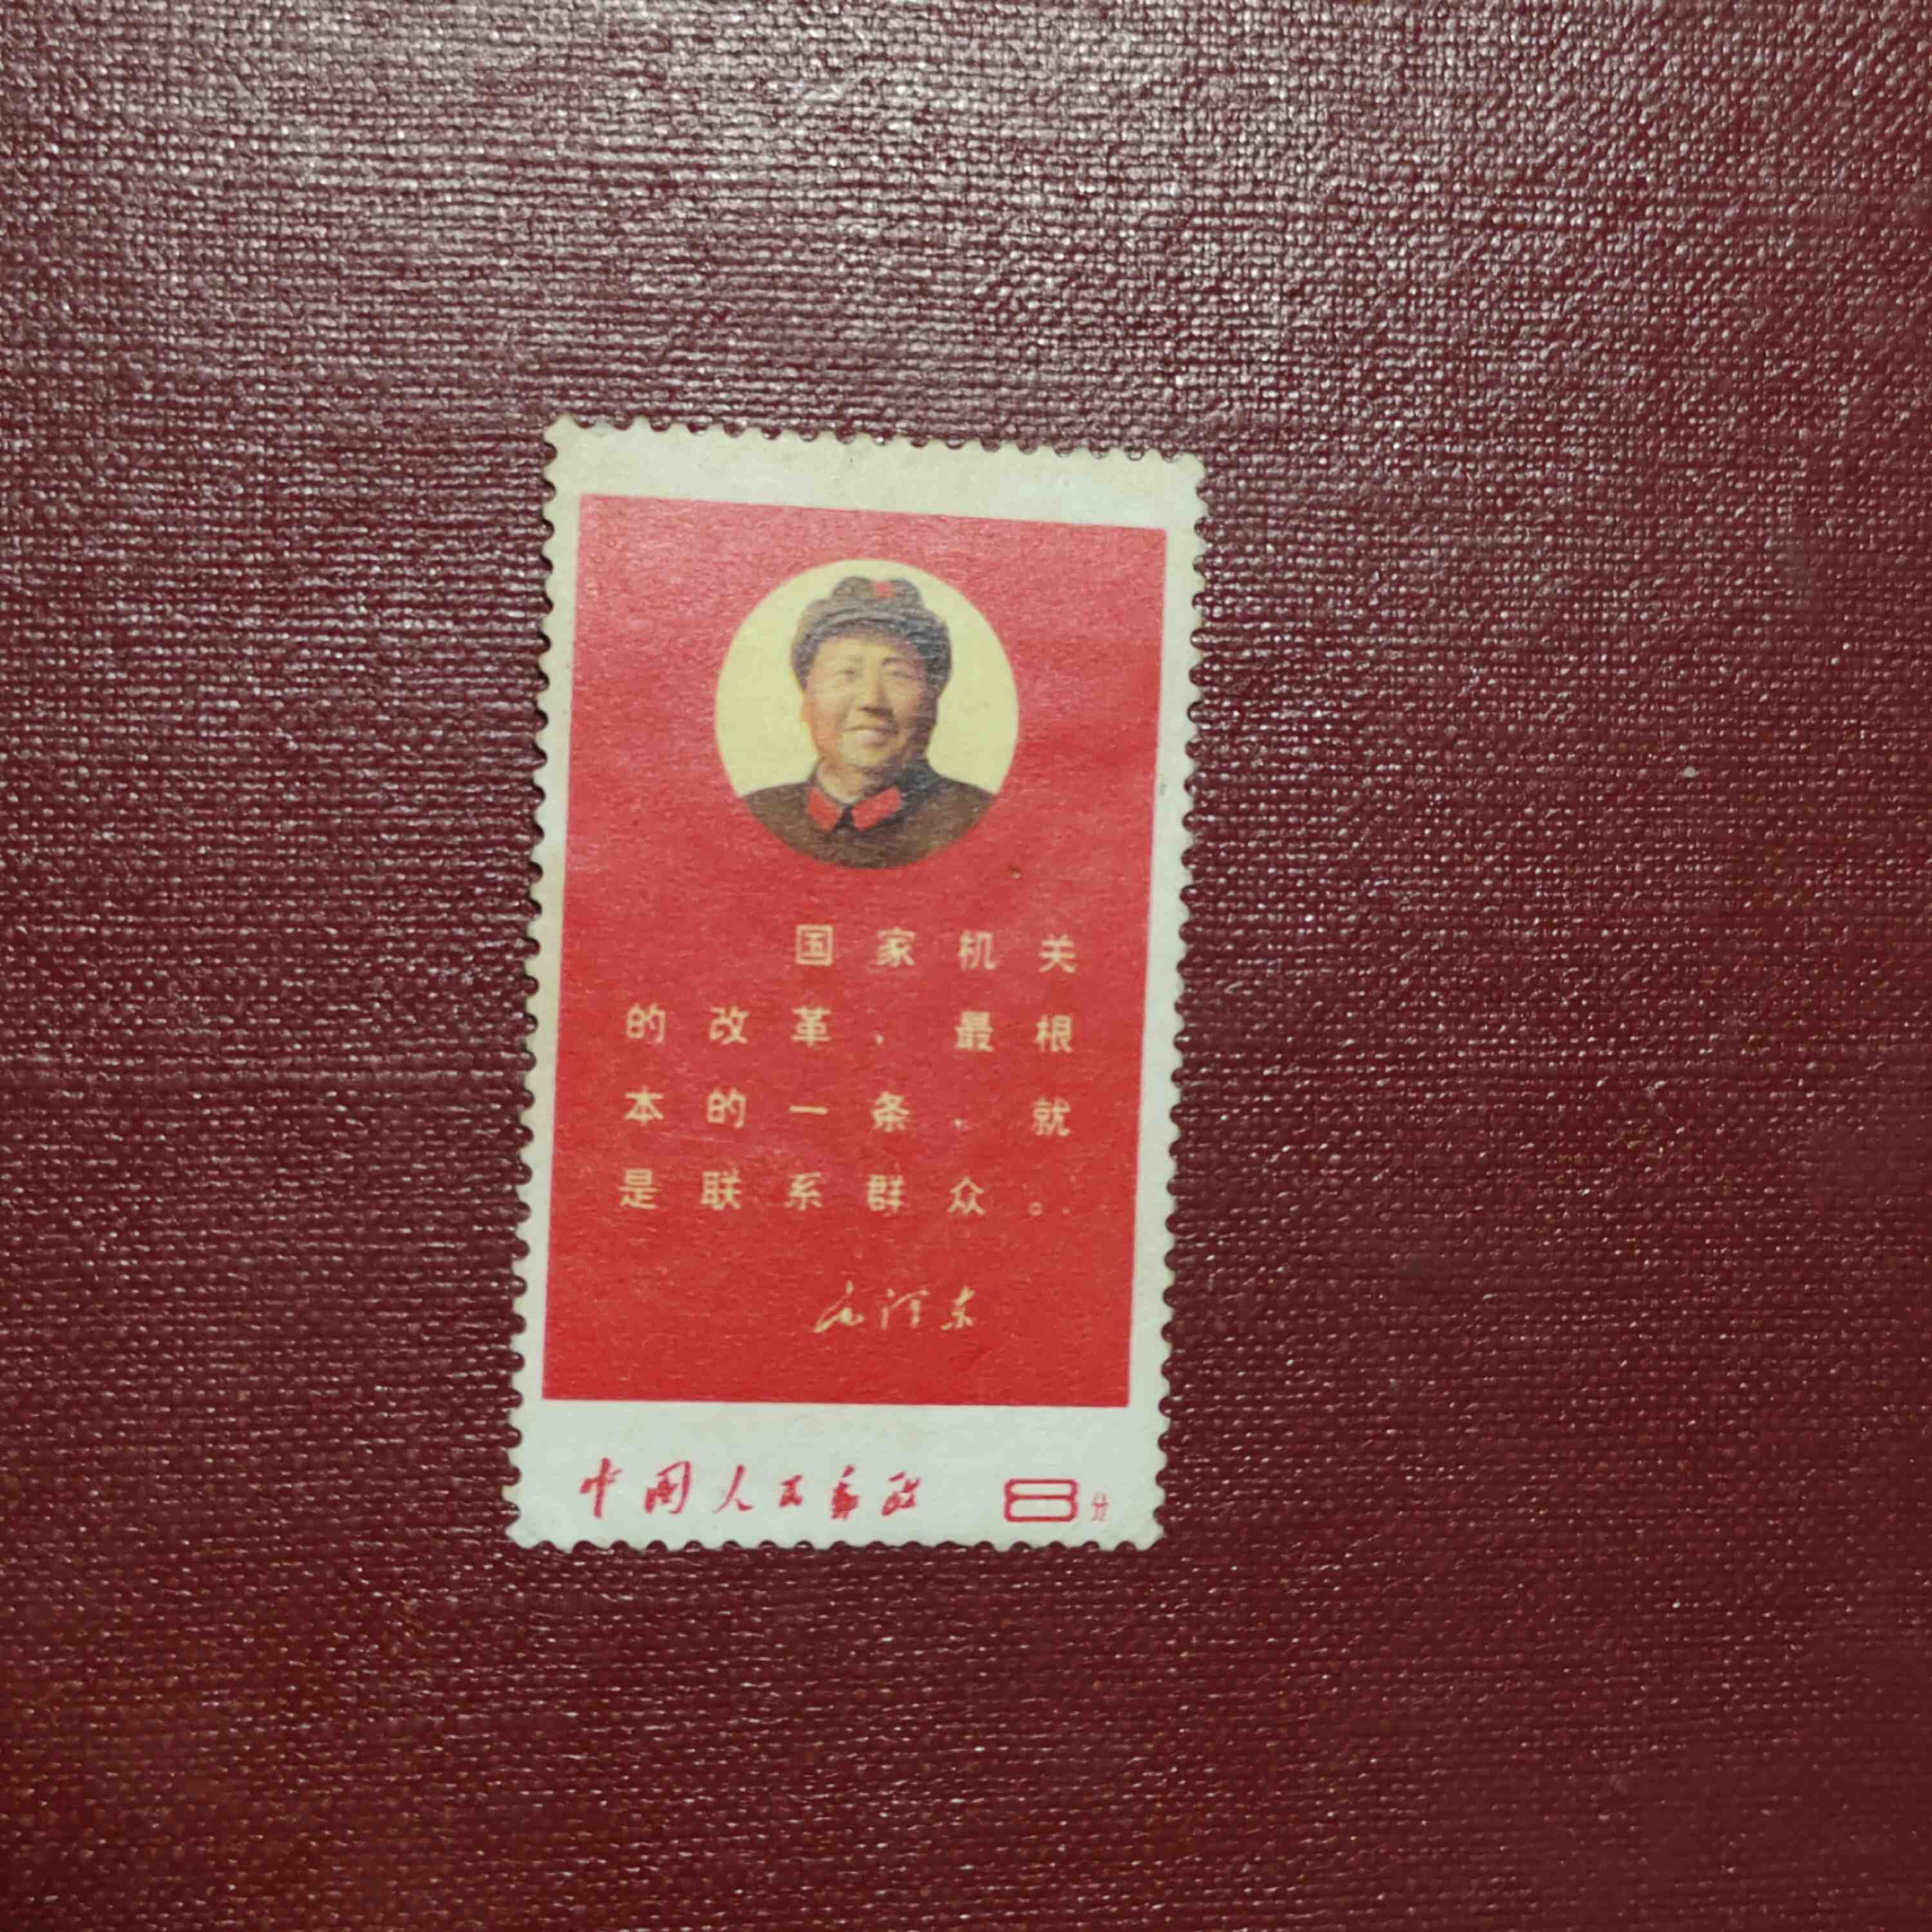 国家机关
的改革、最根
本的一条，就
是联系群众。
毛泽东
中国人民邮政 8分